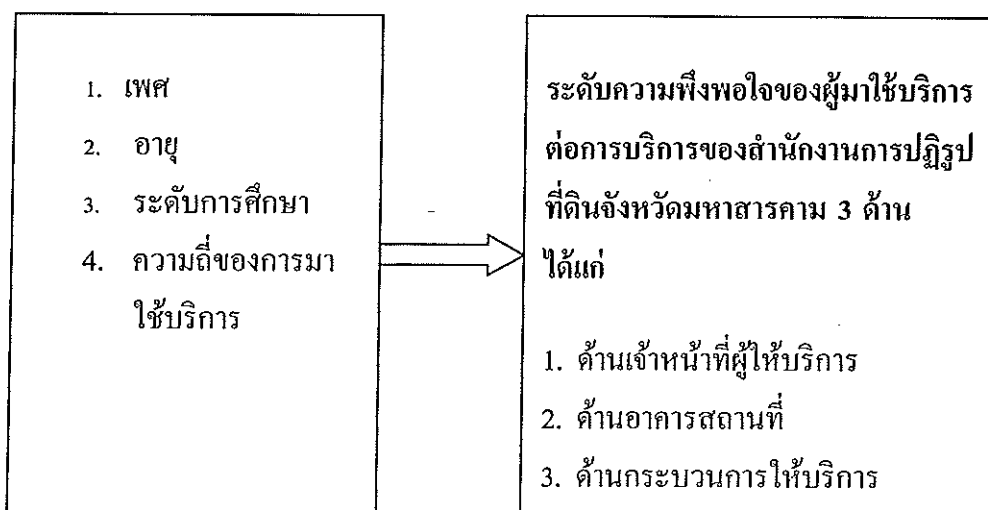 1. เพศ
2. อายุ
3. ระดับการศึกษา
4. ความถี่ของการมา
ใช้บริการ
ระดับความพึงพอใจของผู้มาใช้บริการ
ต่อการบริการของสำนักงานการปฏิรูป
ที่ดินจังหวัดมหาสารคาม 3 ด้าน
ได้แก่
1. ด้านเจ้าหน้าที่ผู้ให้บริการ
2. ด้านอาคารสถานที่
3. ด้านกระบวนการให้บริการ